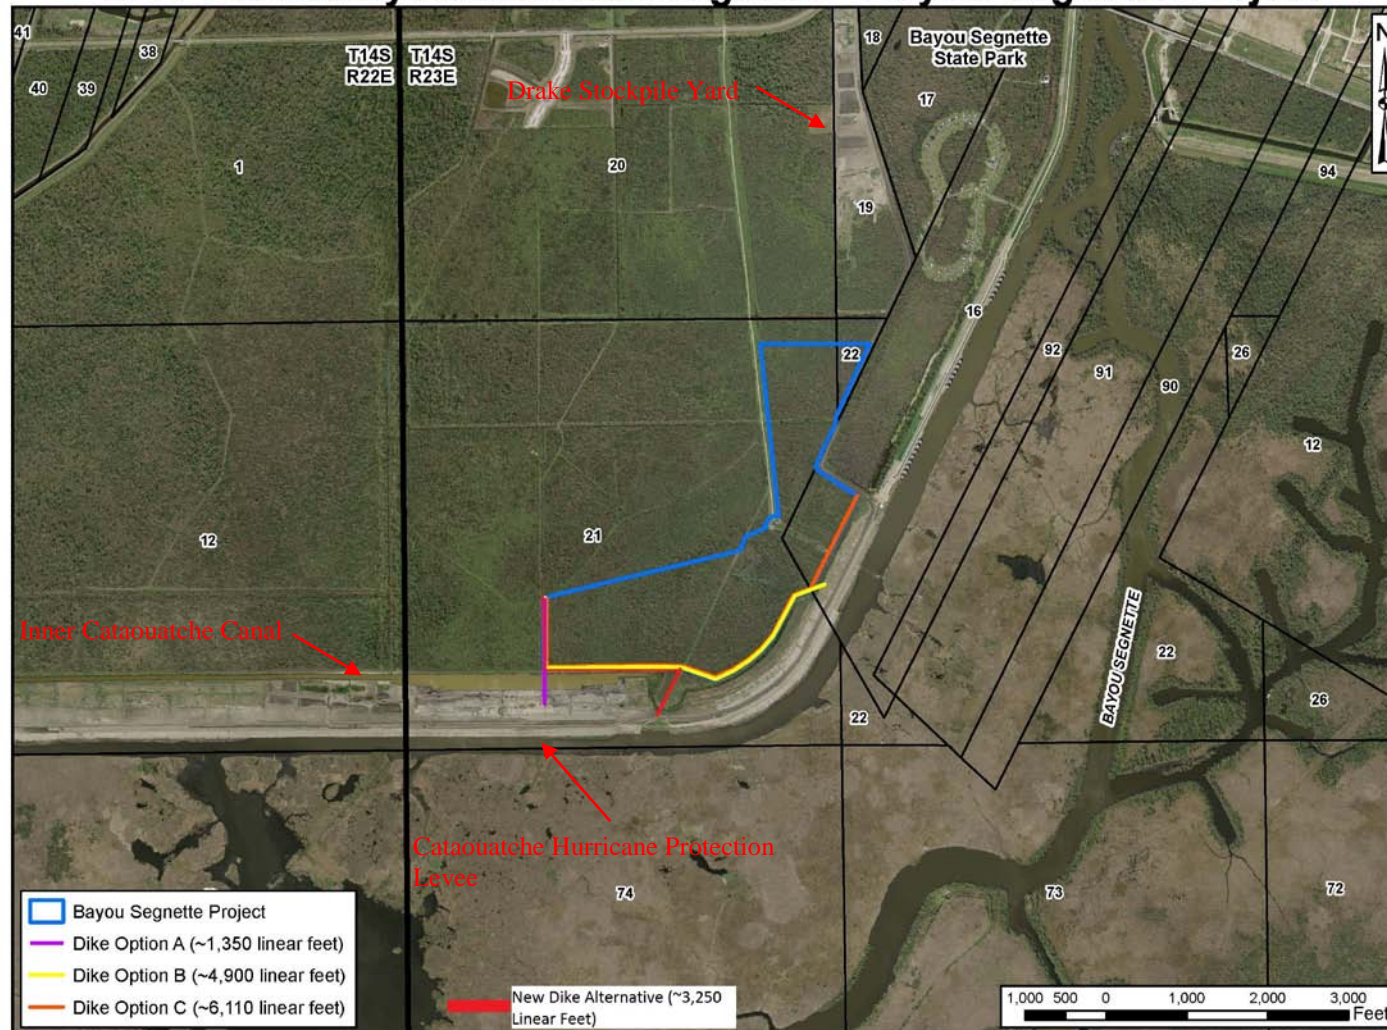 41
38
40
39
T14S T14S
R22E R23E
18
Bayou Segnette
State Park
N
Drake Stockpile Yard
17
1
20
94
19
16
22
92
91
26
90
12
12
21
Inner Cataouatche Canal
BAYOU SEGNETTE
22
22
26
Cataouatche Hurricane Protection
Levee
74
73
72
Bayou Segnette Project
Dike Option A (~1,350 linear feet)
Dike Option B (~4,900 linear feet)
Dike Option C (~6,110 linear feet)
New Dike Alternative (~3,250
Linear Feet)
1,000 500 0 1,000 2,000 3,000
Feet